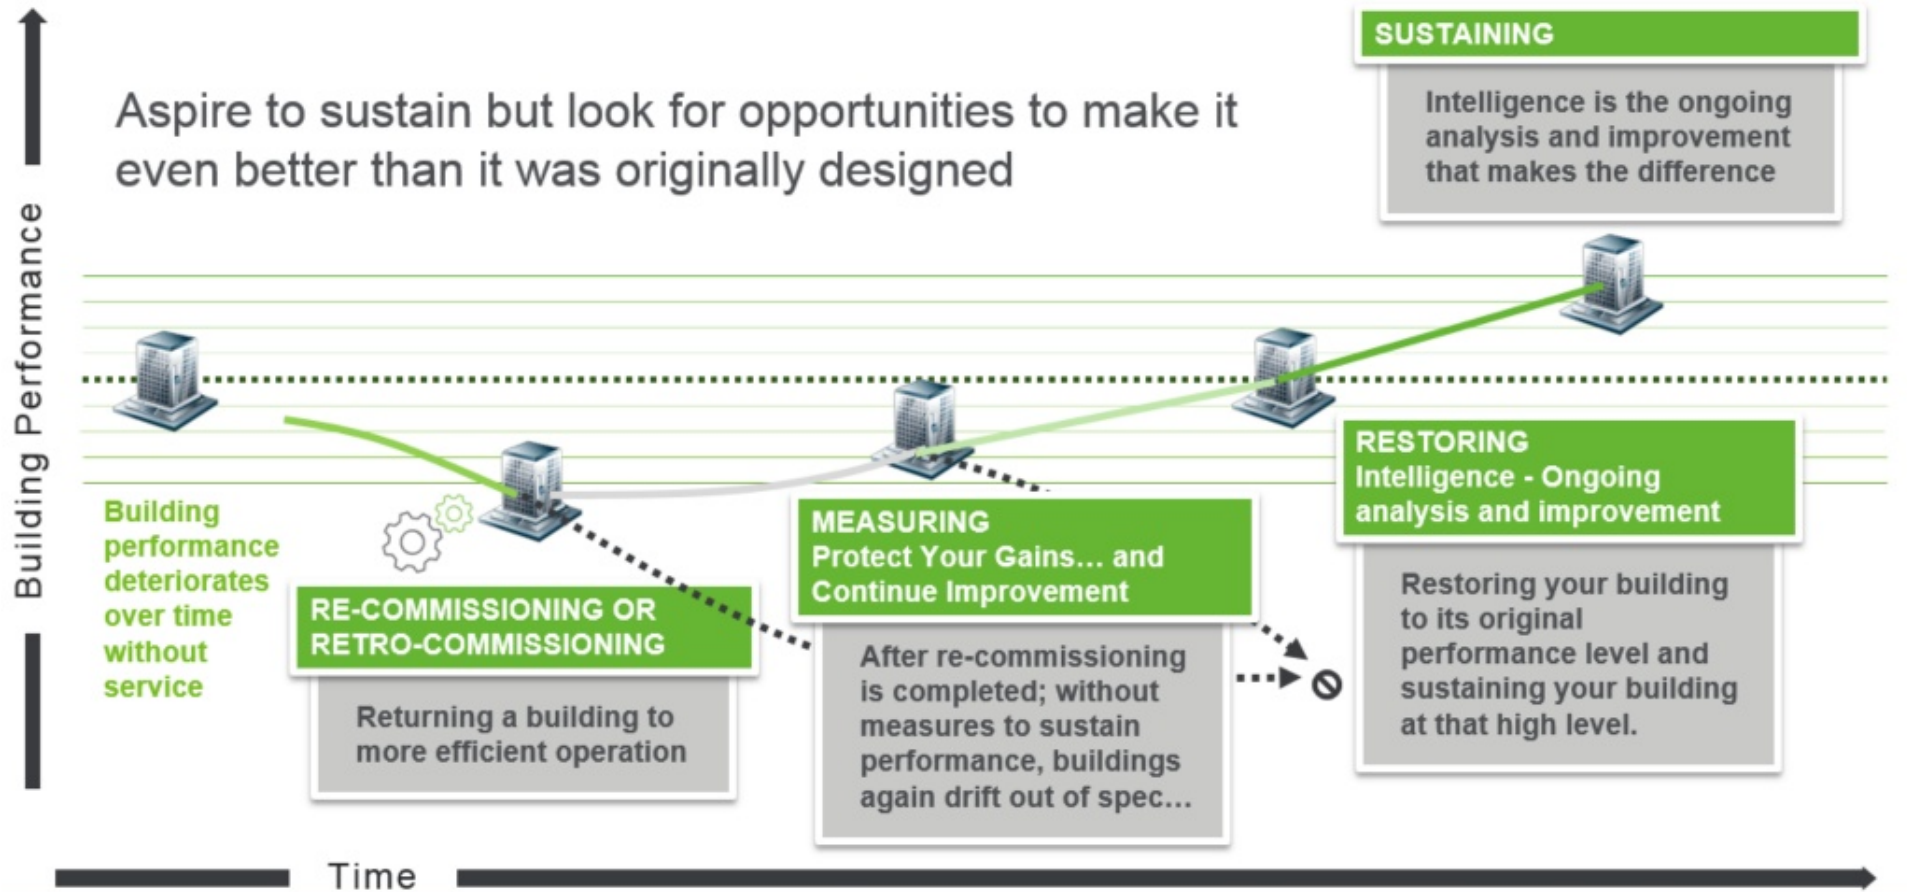 Building Performance
Aspire to sustain but look for opportunities to make it
even better than it was originally designed
SUSTAINING
Intelligence is the ongoing
analysis and improvement
that makes the difference
Building
performance
deteriorates
over time
without
service
RE-COMMISSIONING OR
RETRO-COMMISSIONING
Returning a building to
more efficient operation
MEASURING
Protect Your Gains... and
Continue Improvement
After re-commissioning
is completed; without
measures to sustain
performance, buildings
again drift out of spec...
RESTORING
Intelligence - Ongoing
analysis and improvement
Restoring your building
to its original
performance level and
sustaining your building
at that high level.
Time